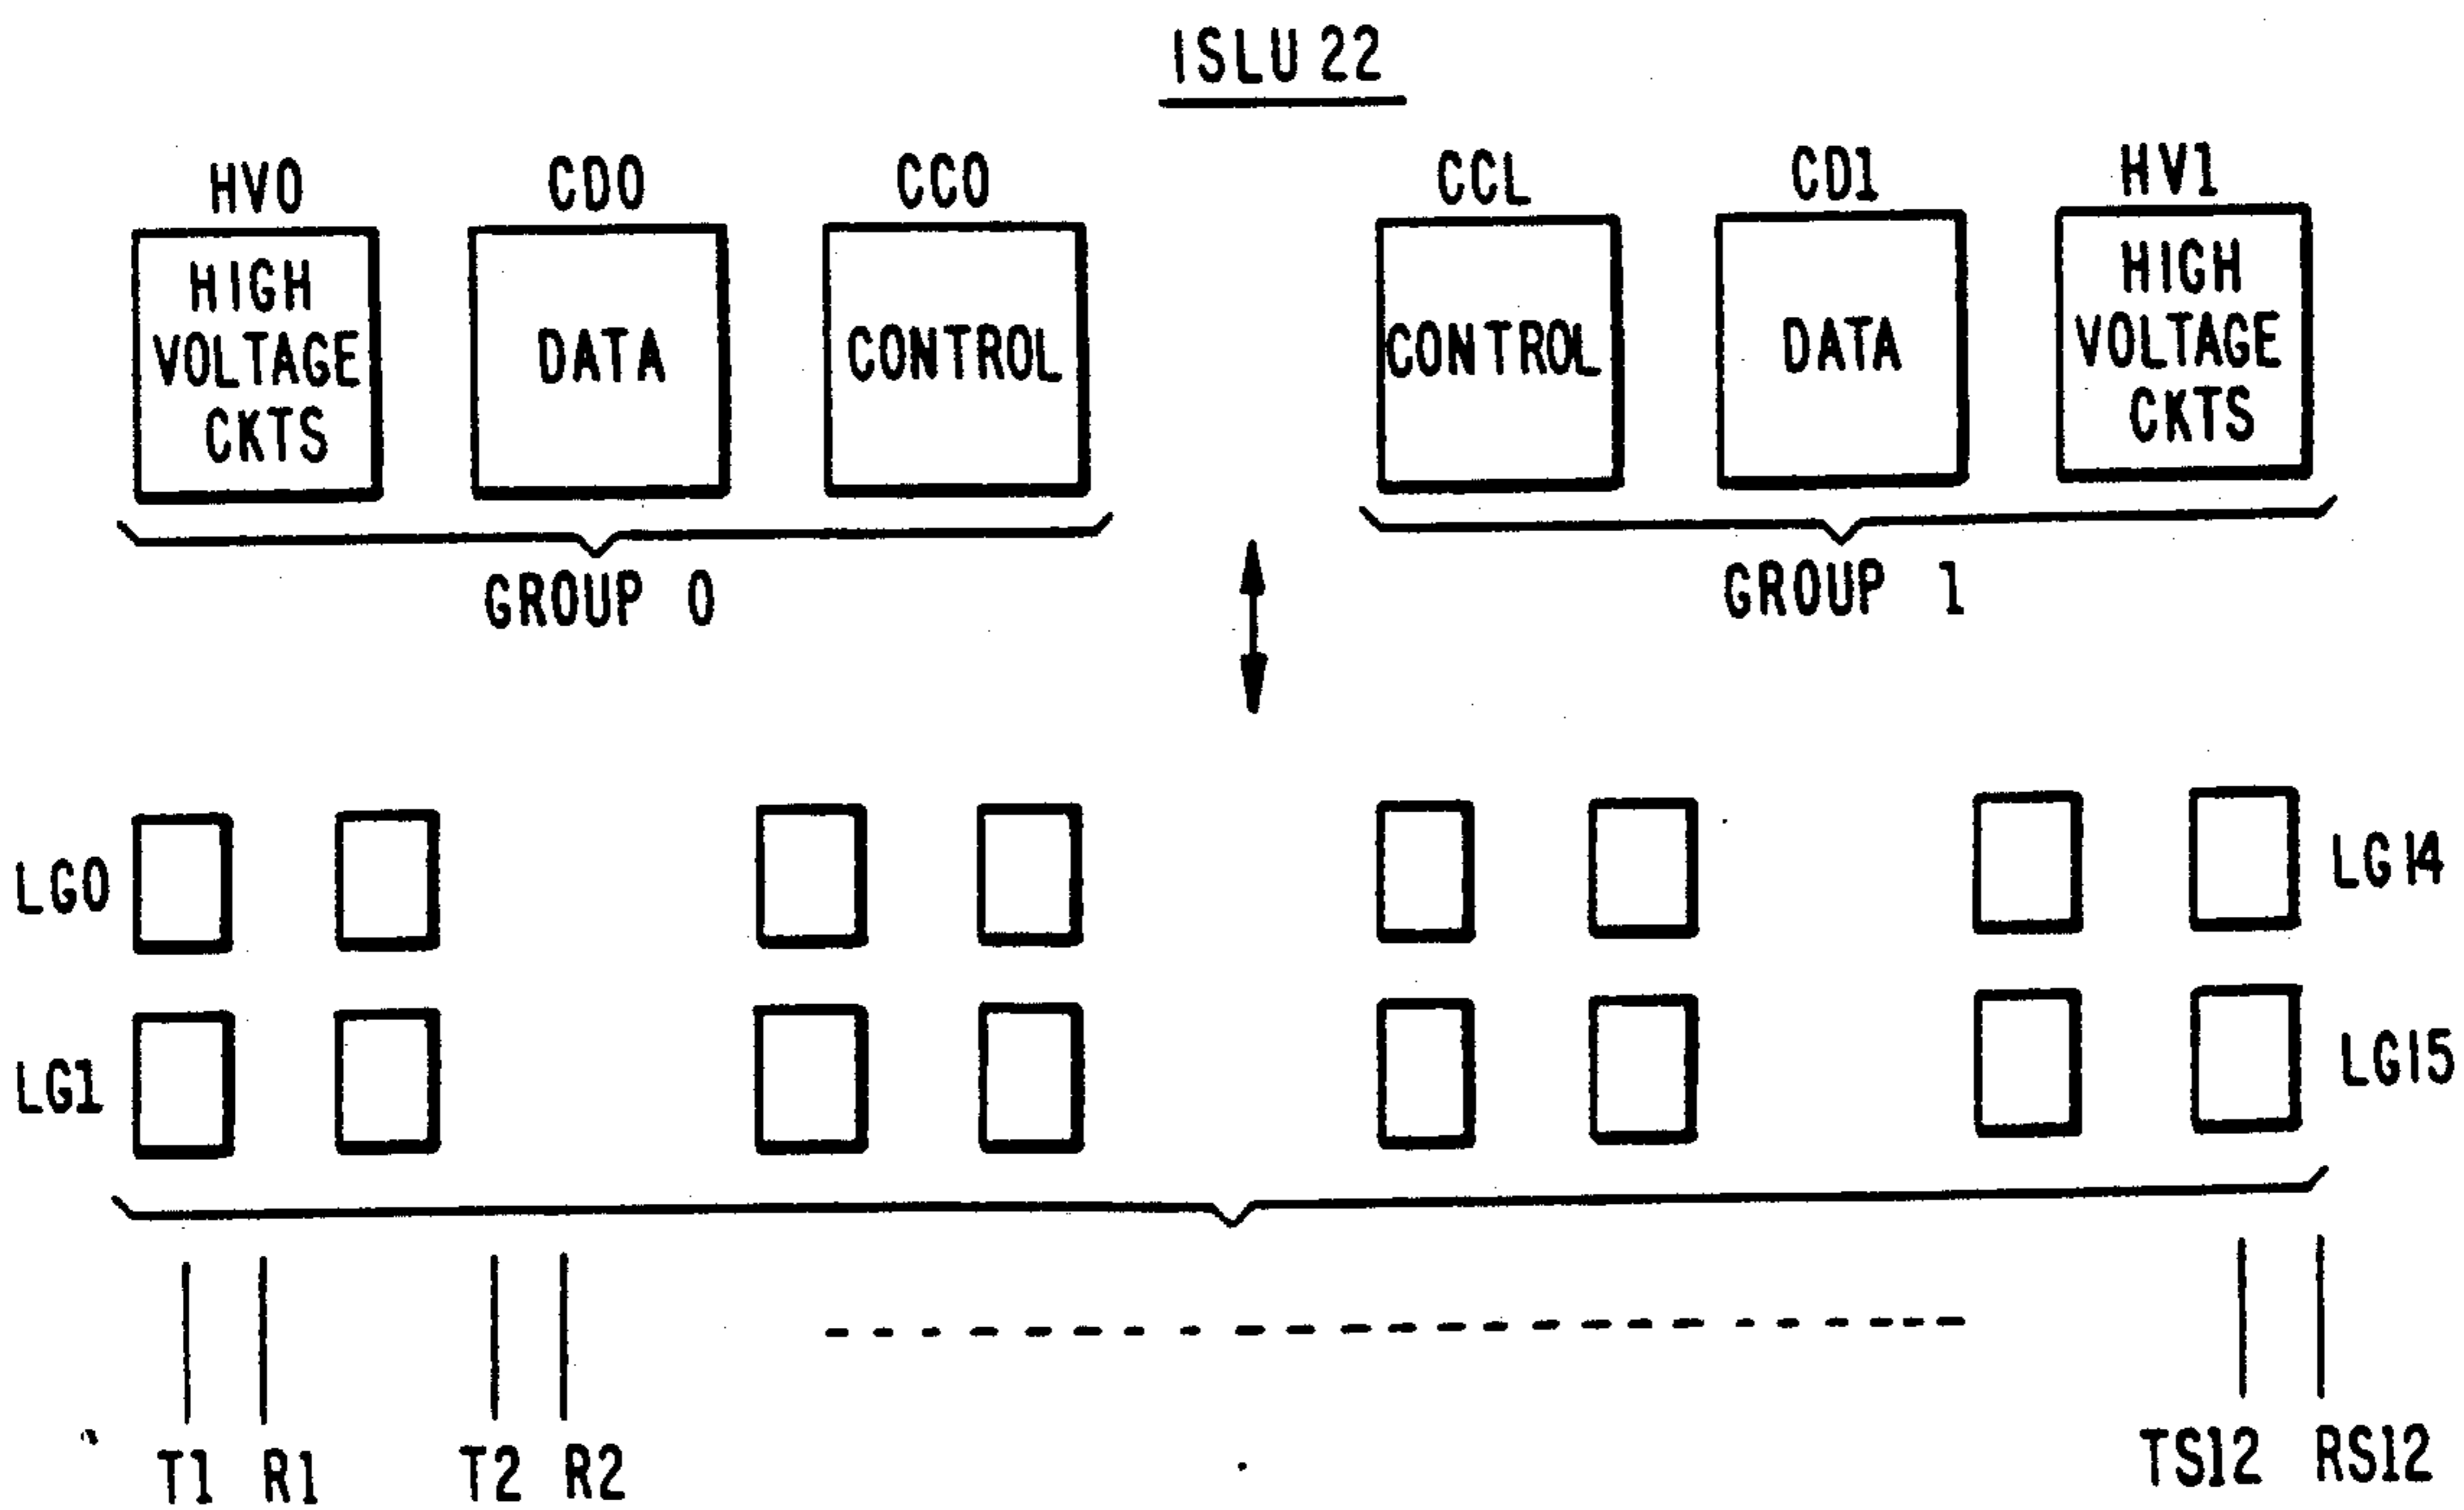 ISLU 22
HV0 CD0 CC0 CCL CD1 HV1
HIGH
VOLTAGE
CKTS
DATA
CONTROL
CONTROL
DATA
HIGH
VOLTAGE
CKTS
GROUP 0
GROUP 1
LG0
LG14
LG1
LG15
T1 R1 T2 R2 TS12 RS12